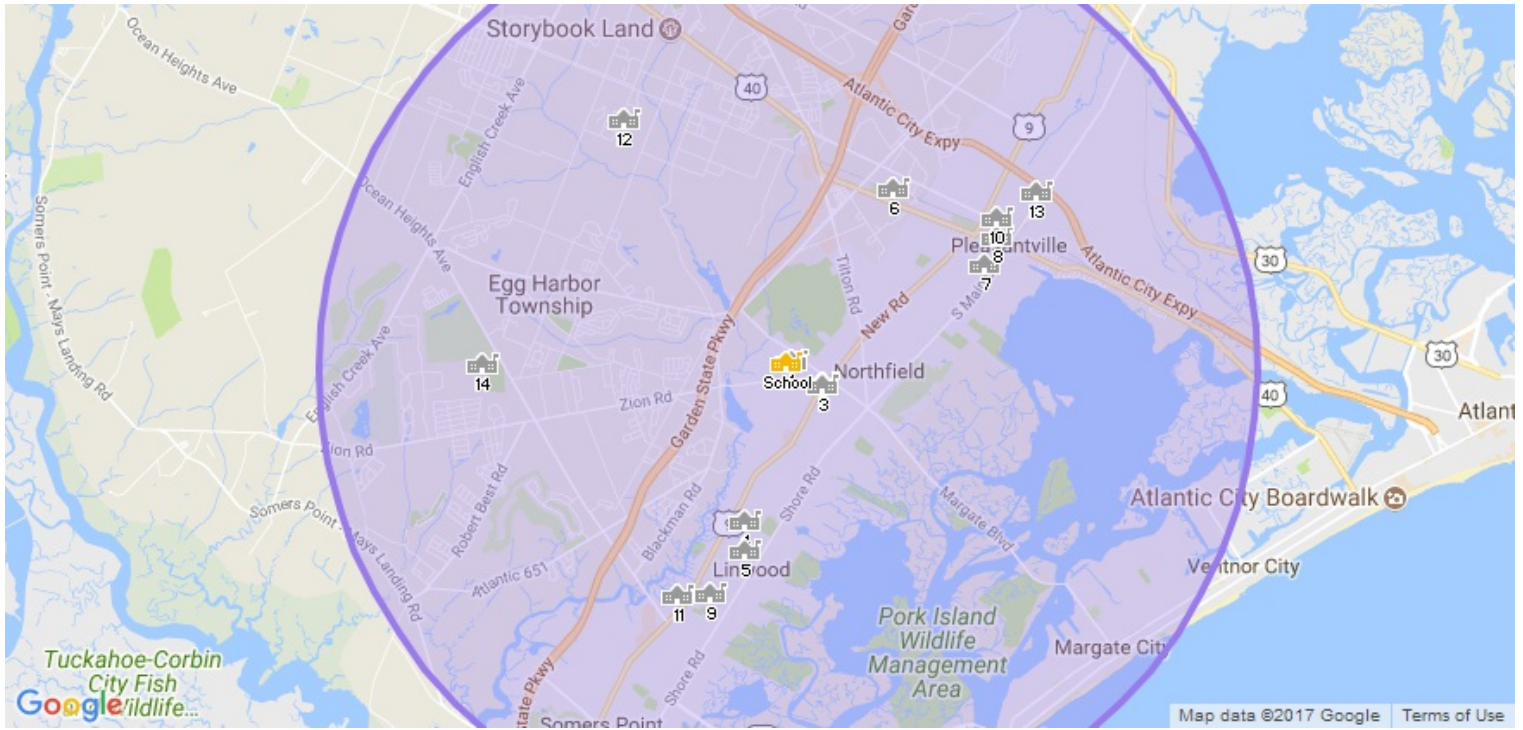 Storybook Land
Ocean Heights Ave
English Creek Ave
40
Atlantic City Expy
9
12
6
13
10
Pleasantville
8
7
Ocean Heights Ave
Egg Harbor
Township
Tilton Rd
S Main
New Rd
Atlantic City Expy
30
30
Somers Point - Mays Landing Rd
English Creek Ave
Garden State Pkwy
14
School
3
Northfield
Zion Rd
40
Zion Rd
Somers Point - Mays Landing Rd
Robert Best Rd
Blackman Rd
Shore Rd
Margate Blvd
Atlantic City Boardwalk
Atlantic 651
5
Linwood
Ventnor City
11
9
Pork Island
Wildlife
Management
Area
Margate City
Shore Rd
Tuckahoe-Corbin
City Fish
Wildlife...
Google
State Pkwy
Somers Point
Map data ©2017 Google
Terms of Use